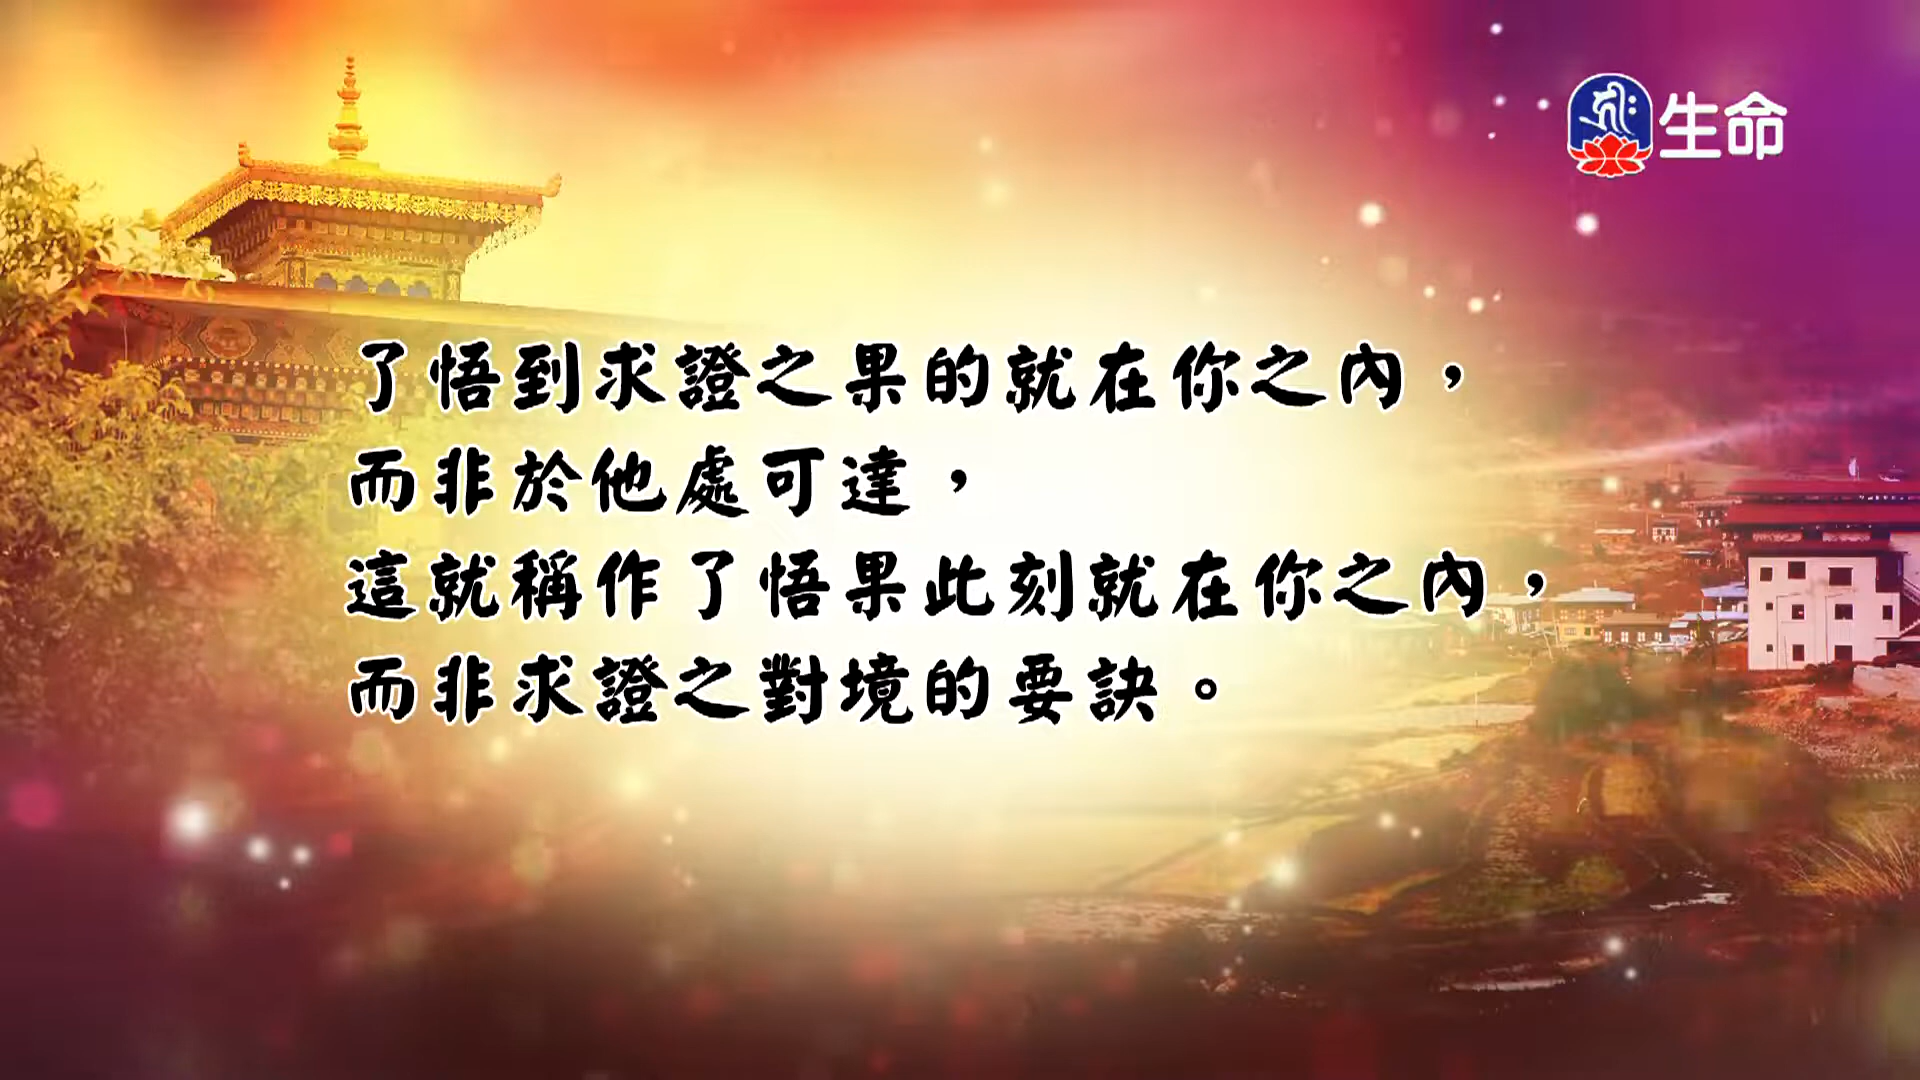 生命
了悟到求證之果的就在你之內，
而非於他處可達，
這就稱作了悟果此刻就在你之內，
而非求證之對境的要訣。